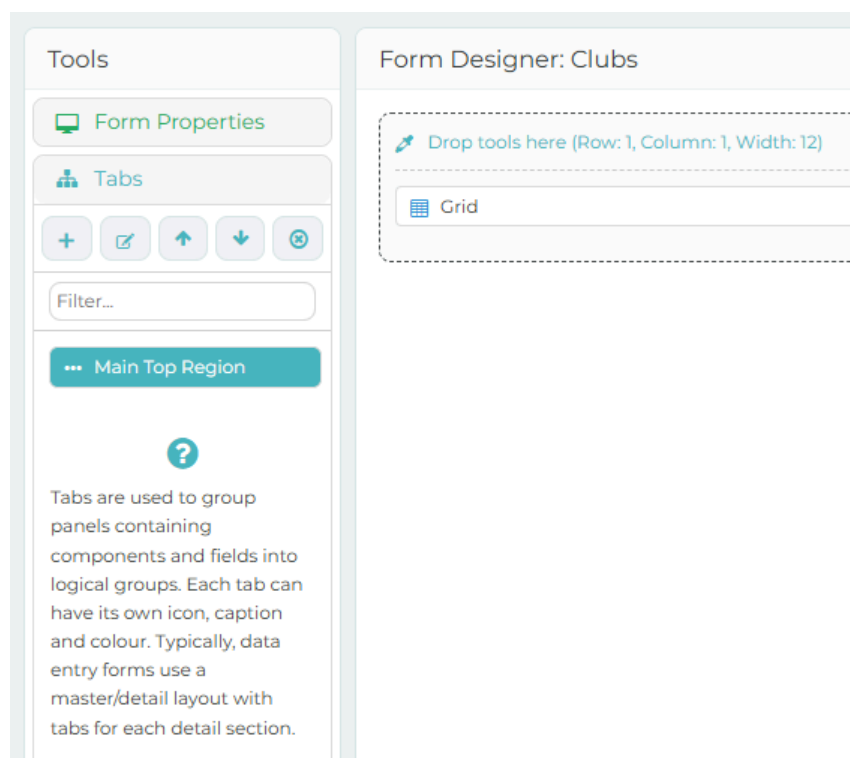 Tools
Form Properties
Tabs
Filter...
Main Top Region
Tabs are used to group
panels containing
components and fields into
logical groups. Each tab can
have its own icon, caption
and colour. Typically, data
entry forms use a
master/detail layout with
tabs for each detail section.
Form Designer: Clubs
Drop tools here (Row: 1, Column: 1, Width: 12)
Grid